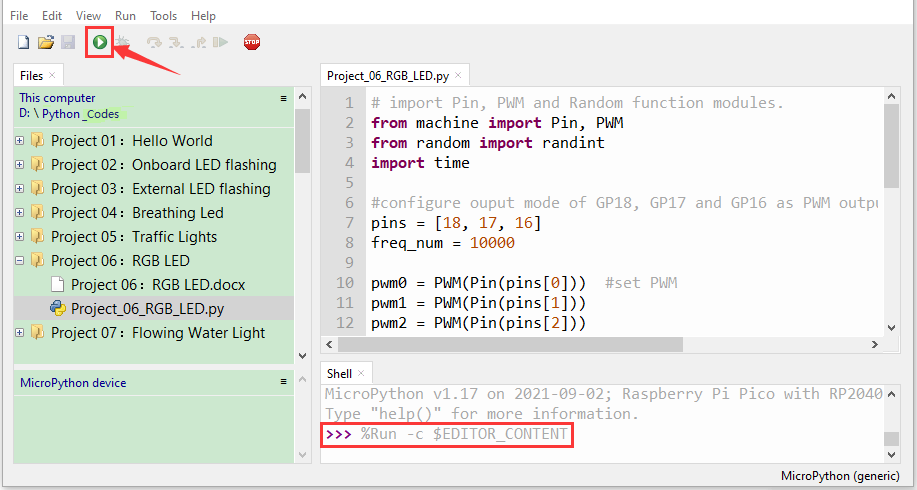 File Edit View Run Tools Help
STOP
Files
This computer
D: \ Python _Codes
Project 01：Hello World
Project 02：Onboard LED flashing
Project 03：External LED flashing
Project 04：Breathing Led
Project 05：Traffic Lights
Project 06：RGB LED
Project 06：RGB LED.docx
Project_06_RGB_LED.py
Project 07：Flowing Water Light
MicroPython device
Project_06_RGB_LED.py
1 # import Pin, PWM and Random function modules.
2 from machine import Pin, PWM
3 from random import randint
4 import time
5
6 #configure ouput mode of GP18, GP17 and GP16 as PWM outpu
7 pins = [18, 17, 16]
8 freq_num = 10000
9
10 pwm0 = PWM(Pin(pins[0])) #set PWM
11 pwm1 = PWM(Pin(pins[1]))
12 pwm2 = PWM(Pin(pins[2]))
Shell
MicroPython v1.17 on 2021-09-02; Raspberry Pi Pico with RP2040
Type "help()" for more information.
>>> %Run -c $EDITOR_CONTENT
MicroPython (generic)